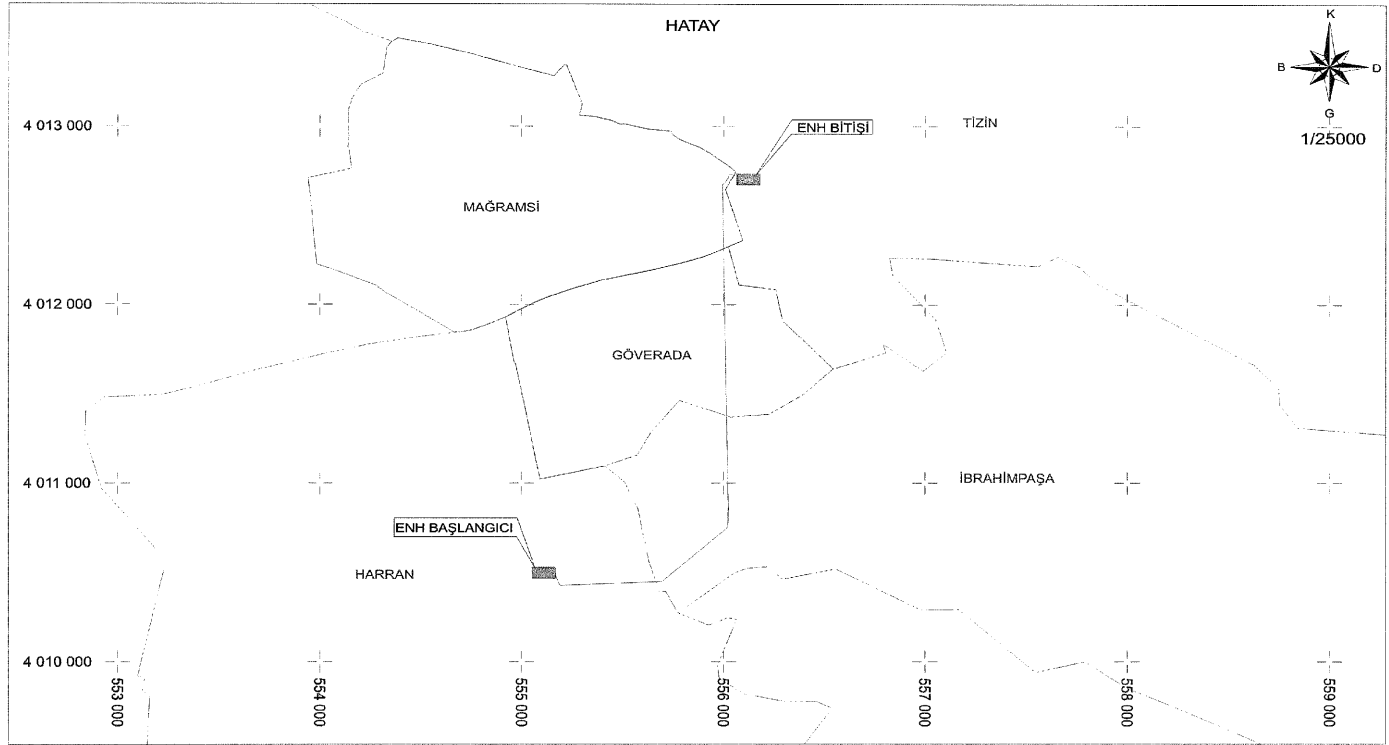 HATAY
K
B
D
G
1/25000
4 013 000
TİZİN
ENH BİTİŞİ
MAĞRAMSİ
4 012 000
GÖVERADA
4 011 000
İBRAHİMPAŞA
ENH BAŞLANGICI
HARRAN
4 010 000
553 000
554 000
555 000
556 000
557 000
558 000
559 000